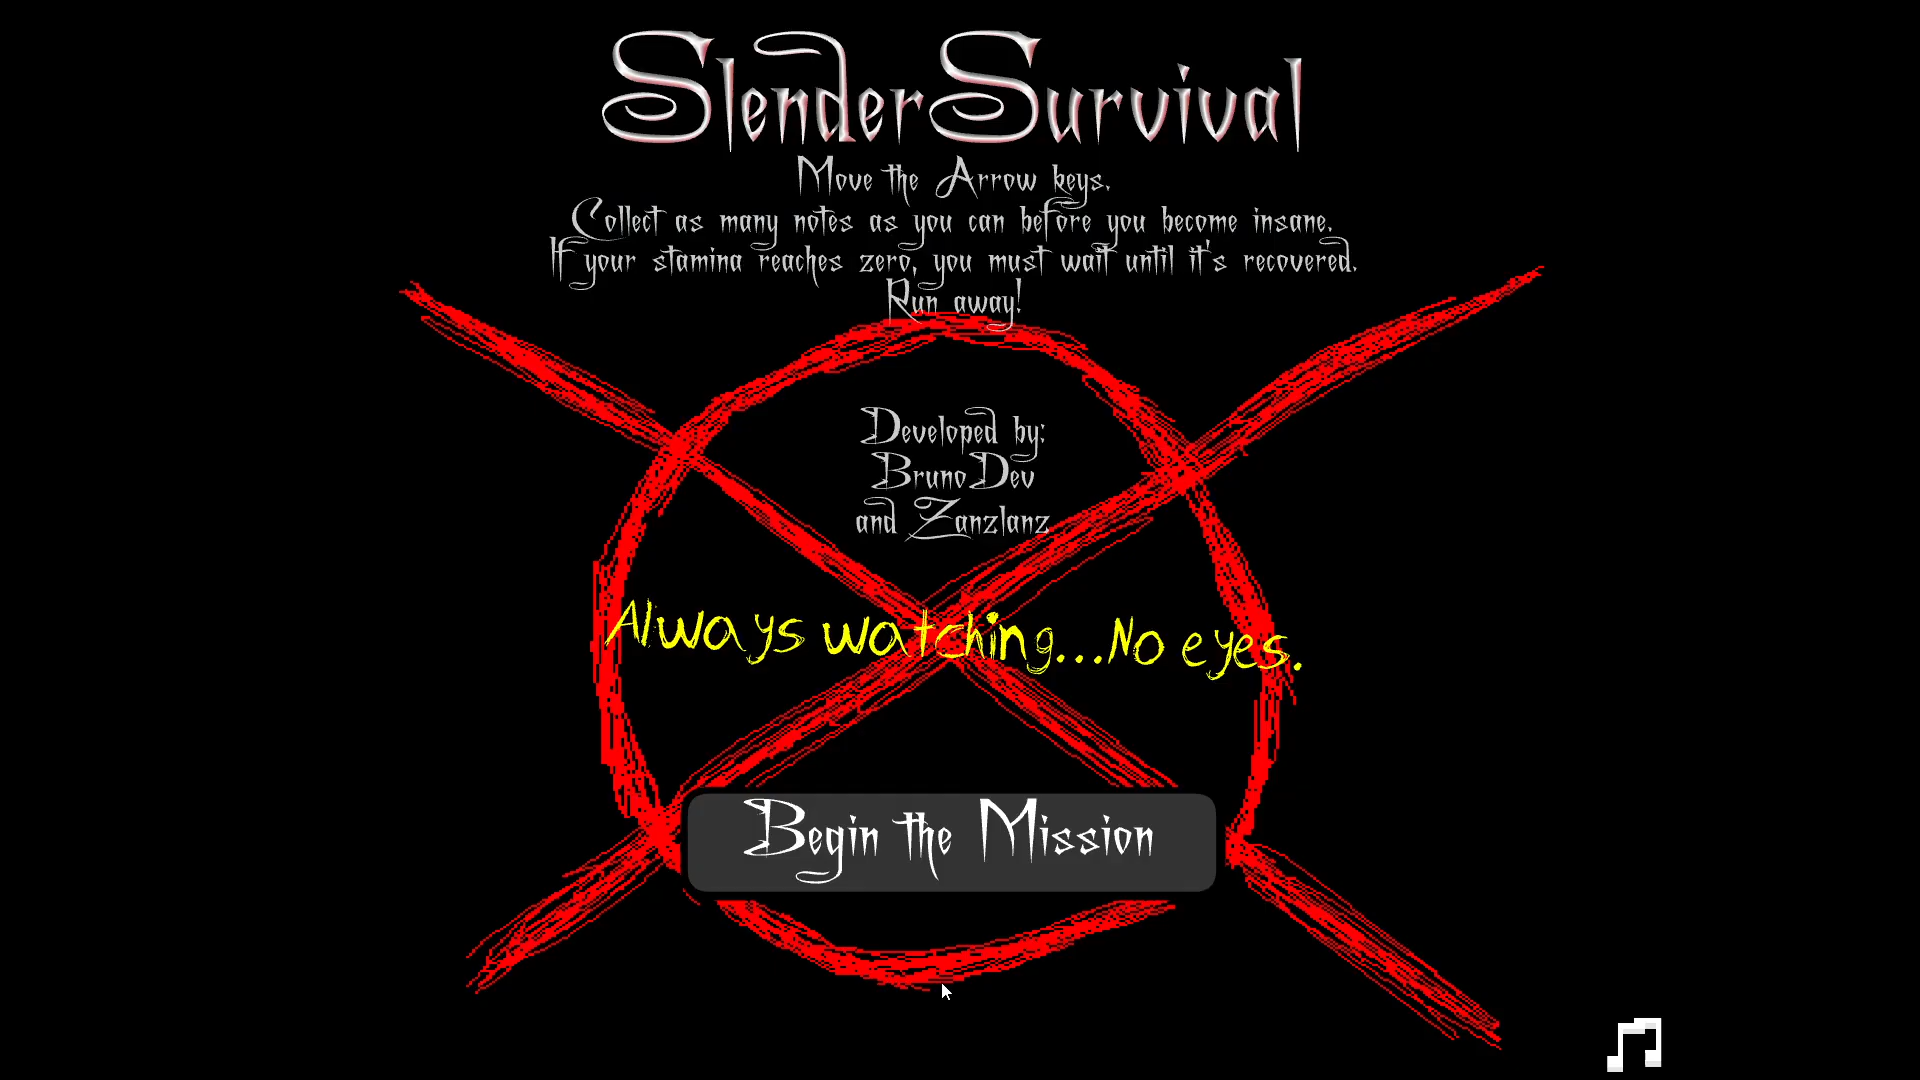 Slender Survival
Move the Arrow keys.
Collect as many notes as you can before you become insane.
If your stamina reaches zero, you must wait until it's recovered.
Run away!
Developed by:
BrunoDev
and Zanzlanz
Always watching...No eyes.
Begin the Mission